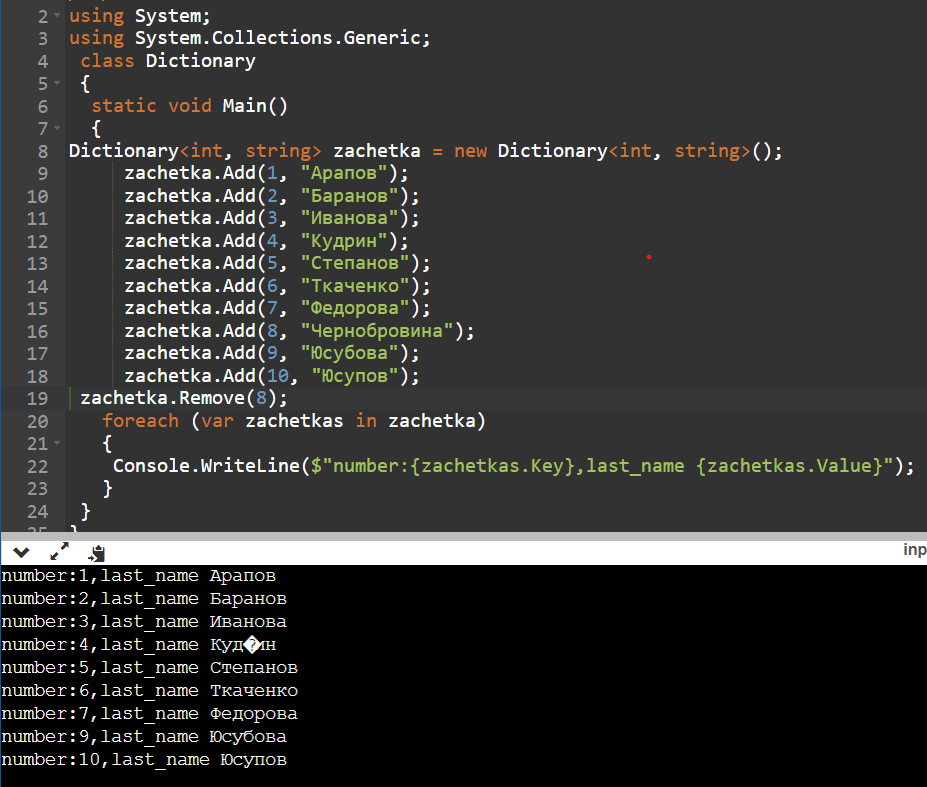 2 using System;
3 using System.Collections.Generic;
4 class Dictionary
5 {
6 static void Main()
7 {
8 Dictionary<int, string> zachetka = new Dictionary<int, string>();
9 zachetka.Add(1, "Арапов");
10 zachetka.Add(2, "Баранов");
11 zachetka.Add(3, "Иванова");
12 zachetka.Add(4, "Кудрин");
13 zachetka.Add(5, "Степанов");
14 zachetka.Add(6, "Ткаченко");
15 zachetka.Add(7, "Федорова");
16 zachetka.Add(8, "Чернобровина");
17 zachetka.Add(9, "Юсубова");
18 zachetka.Add(10, "Юсупов");
19 zachetka.Remove(8);
20 foreach (var zachetkas in zachetka)
21 {
22 Console.WriteLine($"number:{zachetkas.Key},last_name {zachetkas.Value}");
23 }
24 }
25 }
inp
number:1,last_name Арапов
number:2,last_name Баранов
number:3,last_name Иванова
number:4,last_name Куд�ин
number:5,last_name Степанов
number:6,last_name Ткаченко
number:7,last_name Федорова
number:9,last_name Юсубова
number:10,last_name Юсупов